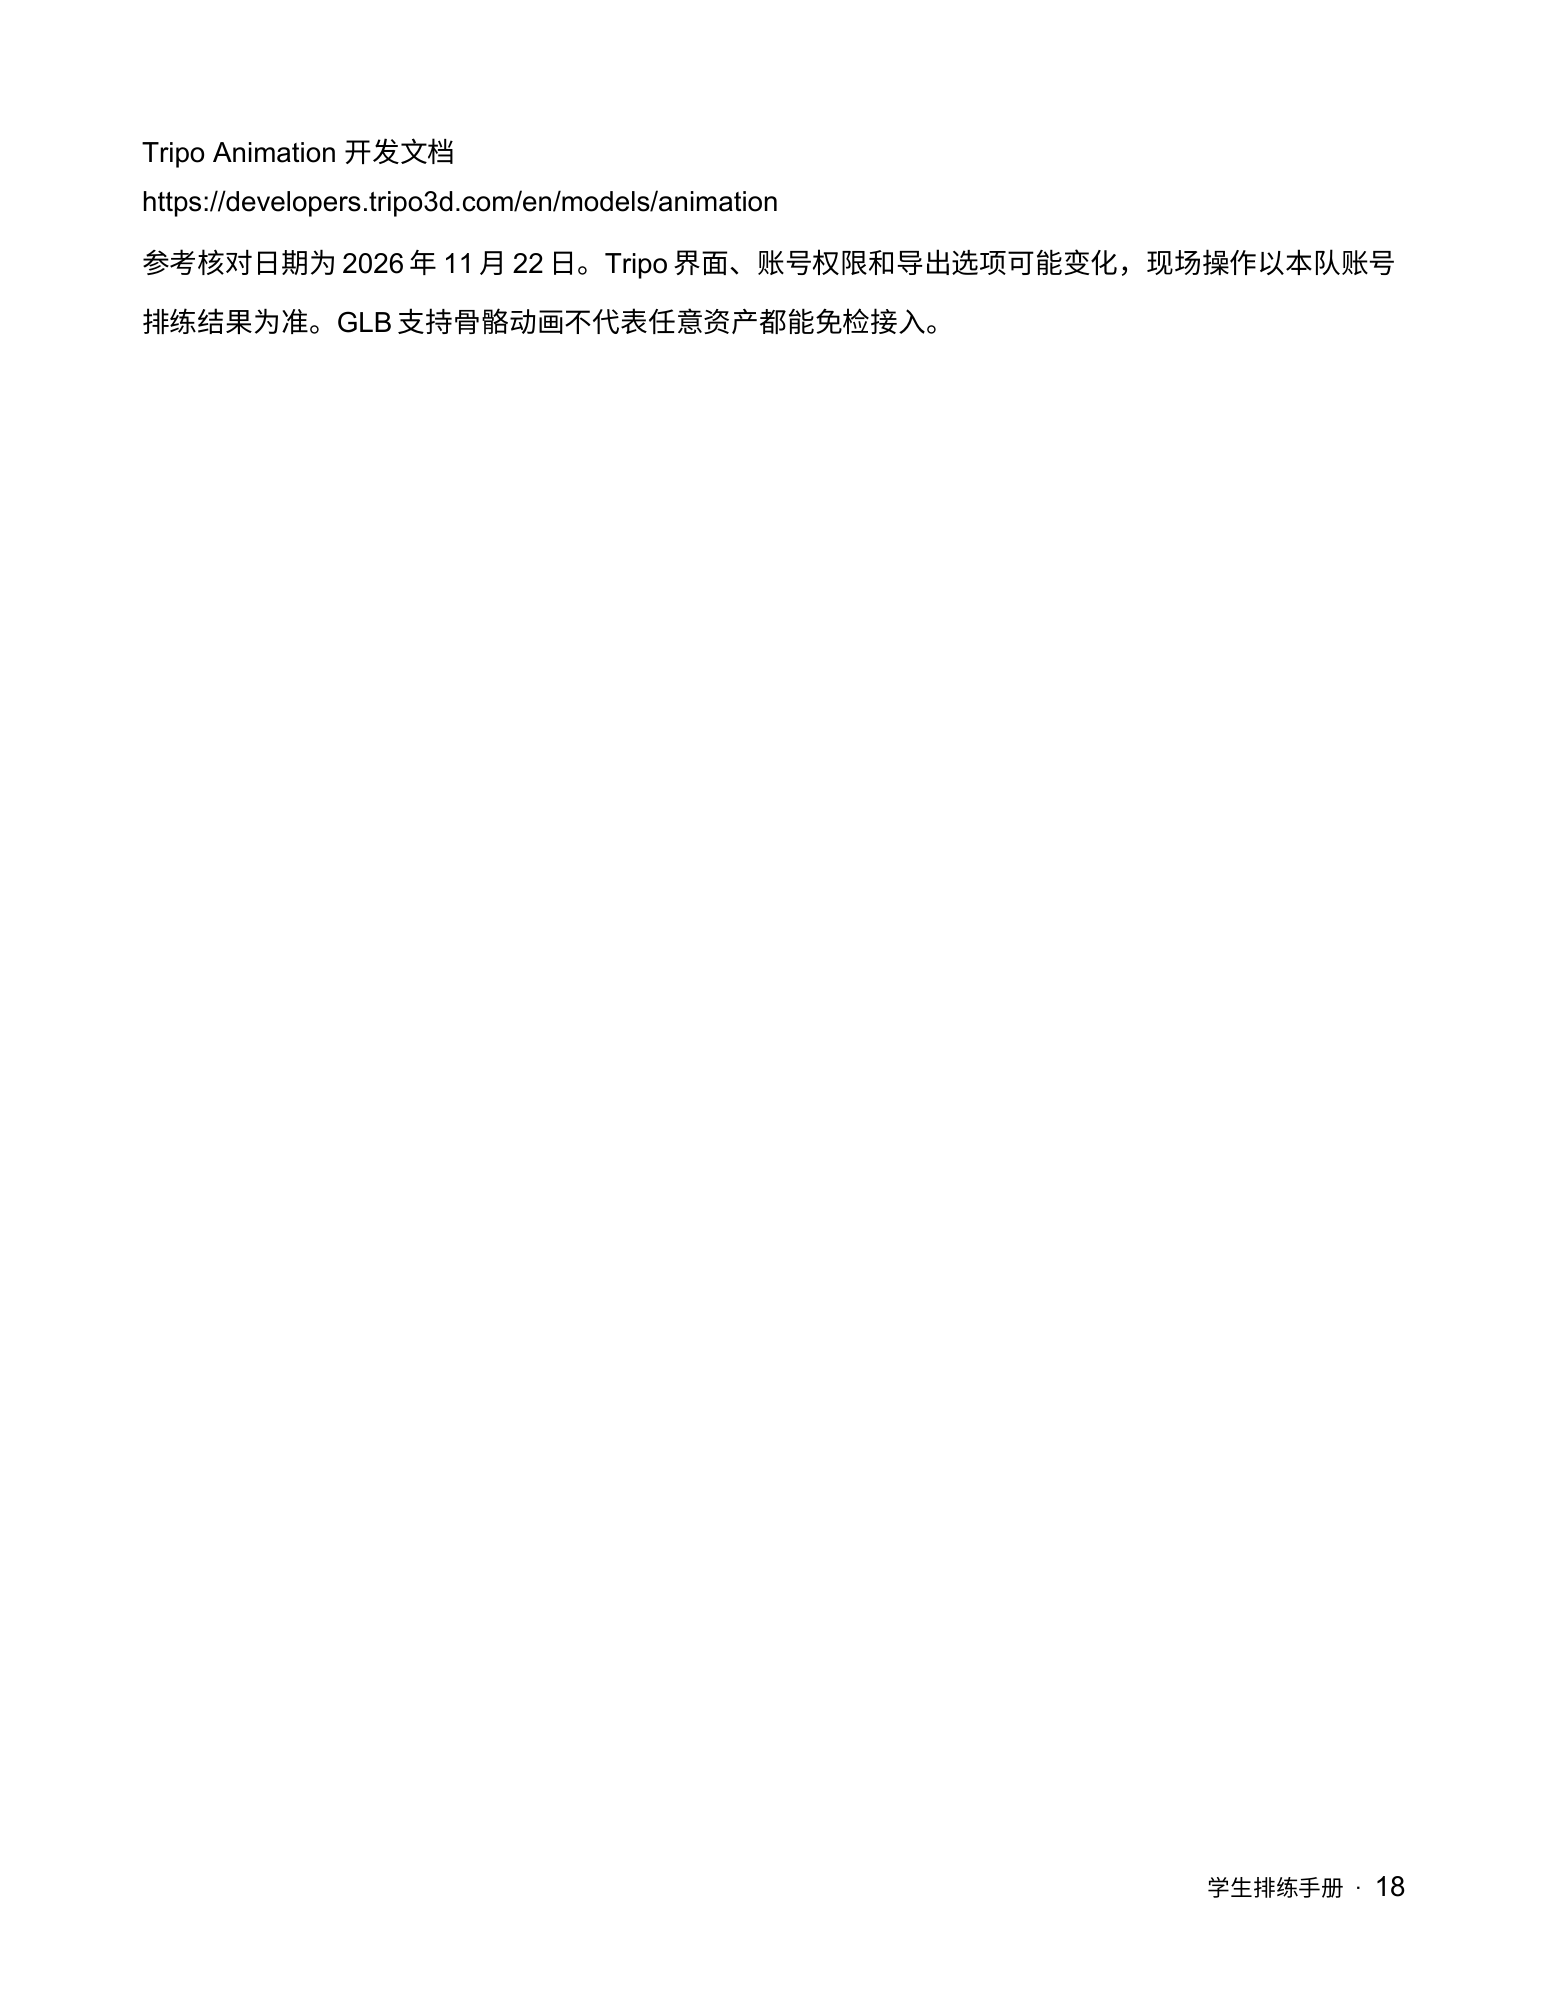 Tripo Animation 开发文档
https://developers.tripo3d.com/en/models/animation
参考核对日期为 2026 年 11 月 22 日。Tripo 界面、账号权限和导出选项可能变化，现场操作以本队账号
排练结果为准。GLB 支持骨骼动画不代表任意资产都能免检接入。
学生排练手册 · 18